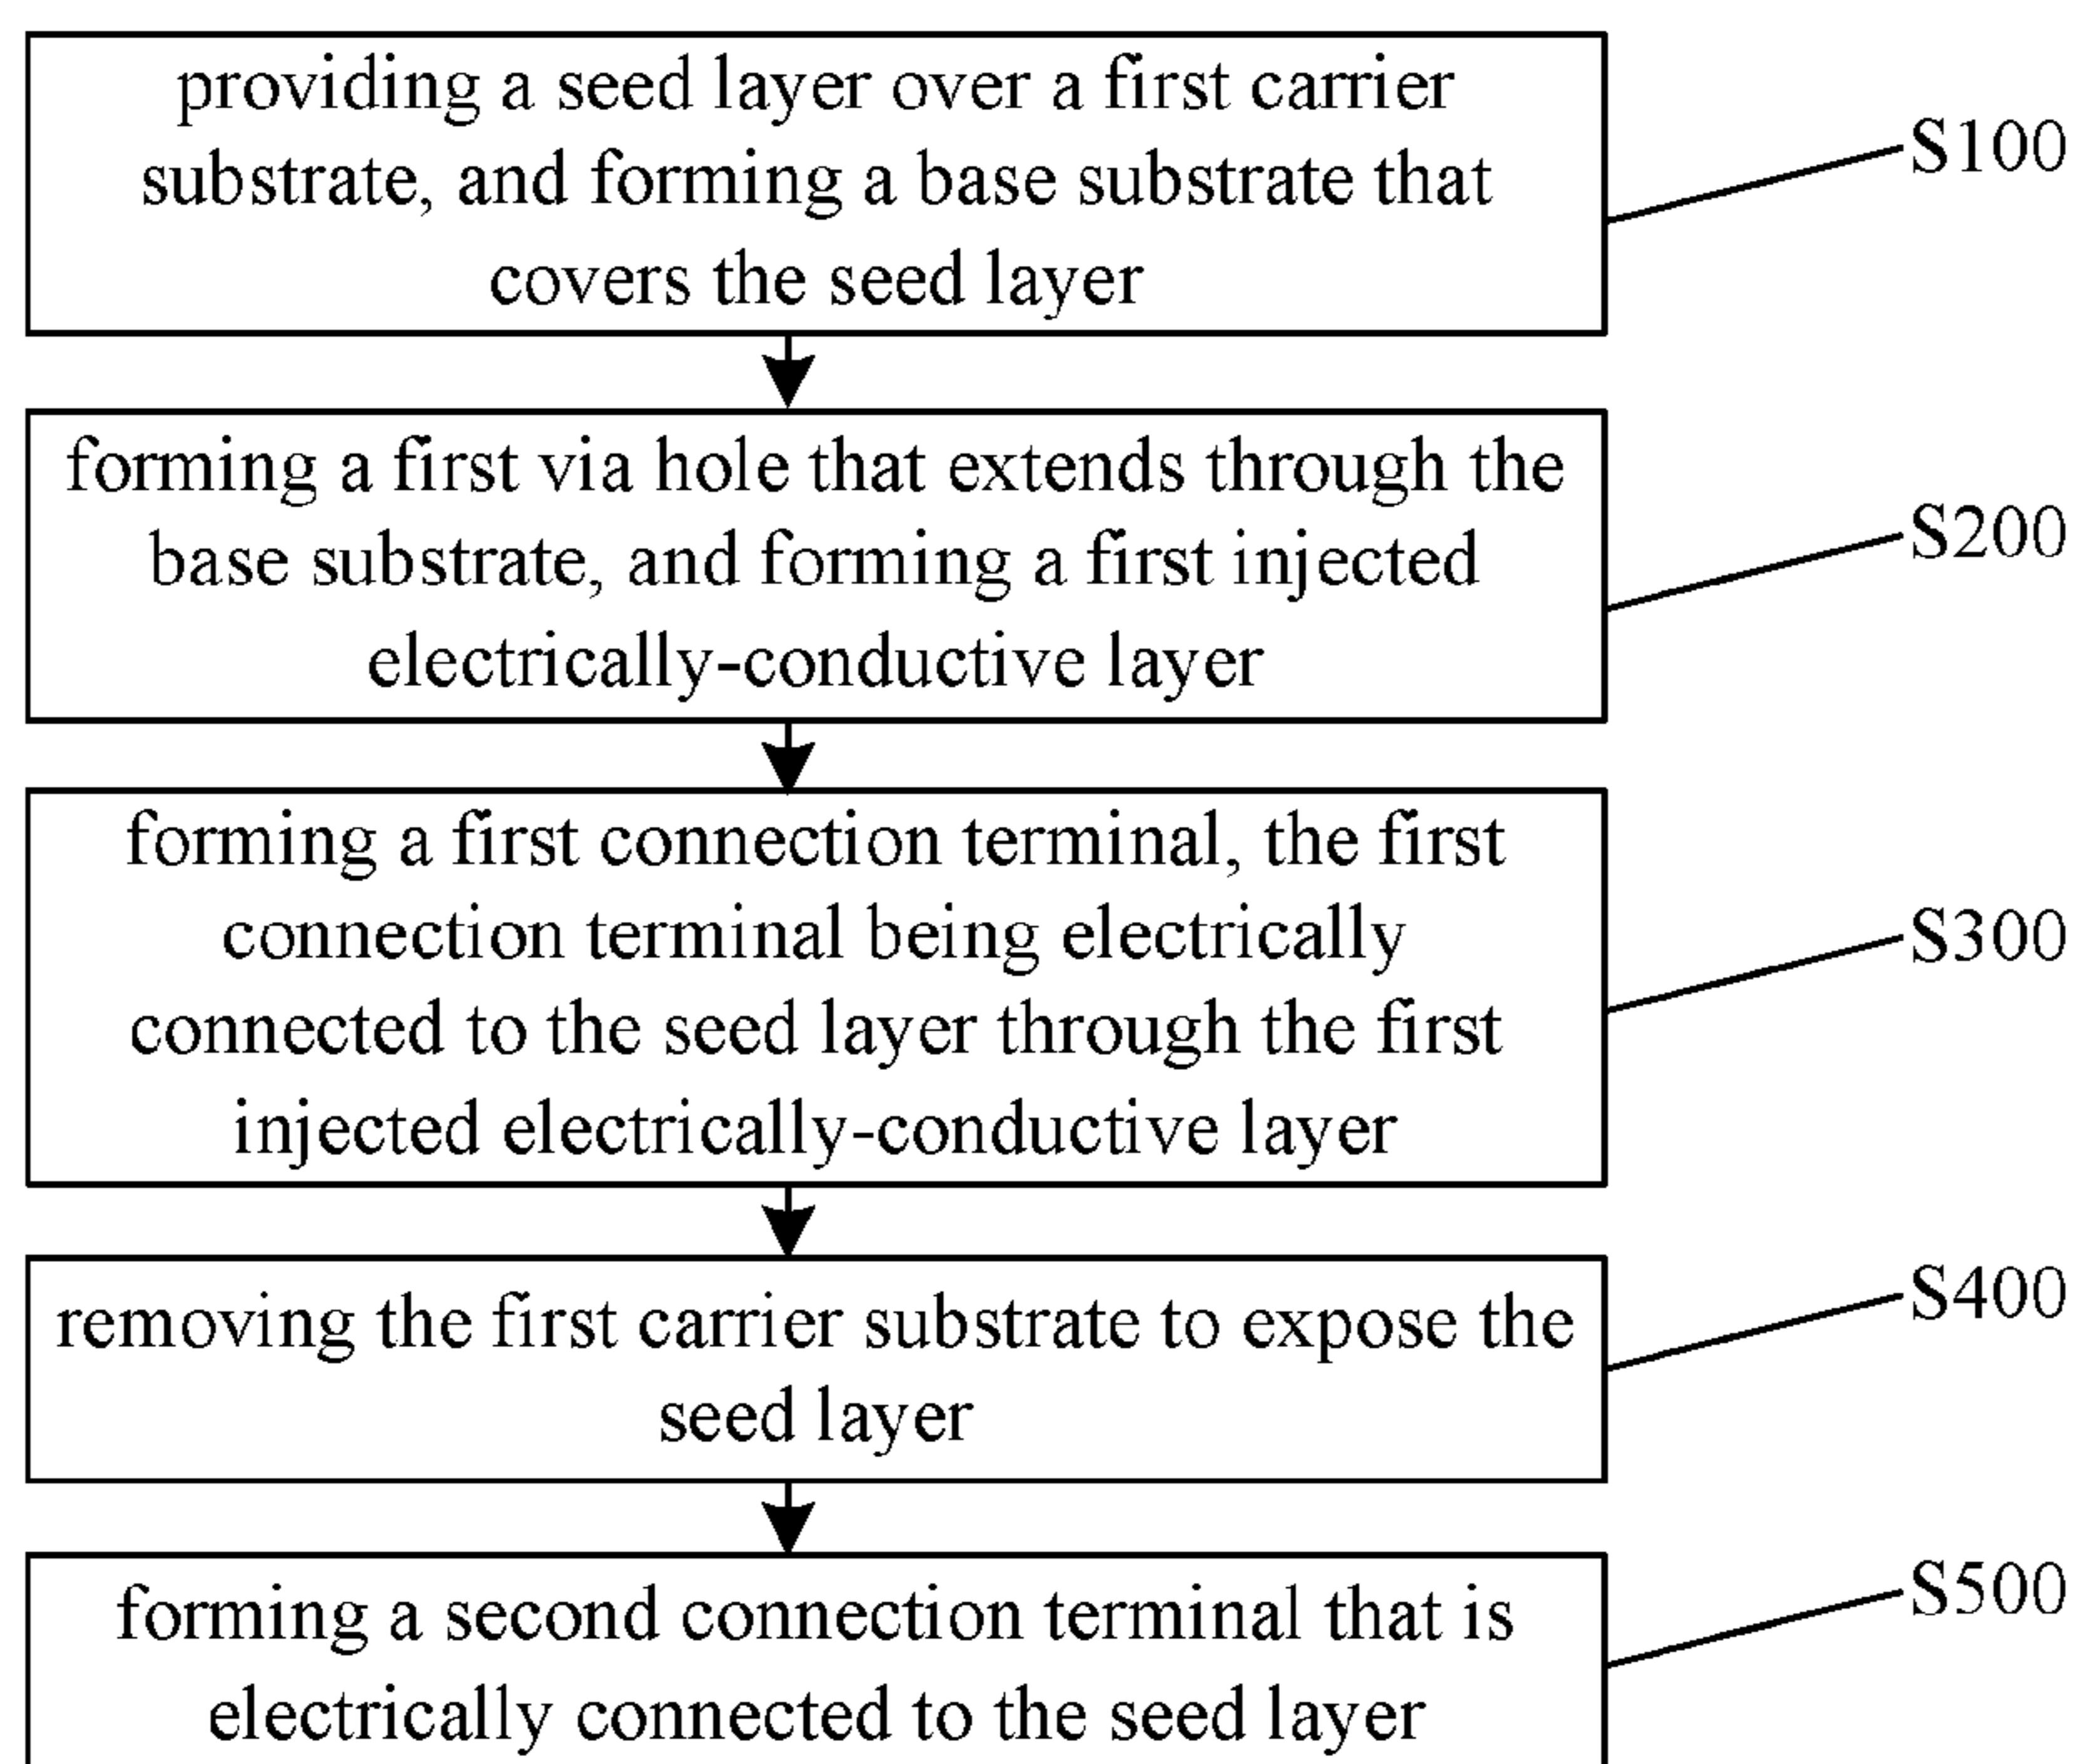 providing a seed layer over a first carrier
substrate, and forming a base substrate that
covers the seed layer
S100
forming a first via hole that extends through the
base substrate, and forming a first injected
electrically-conductive layer
S200
forming a first connection terminal, the first
connection terminal being electrically
connected to the seed layer through the first
injected electrically-conductive layer
S300
removing the first carrier substrate to expose the
seed layer
S400
forming a second connection terminal that is
electrically connected to the seed layer
S500